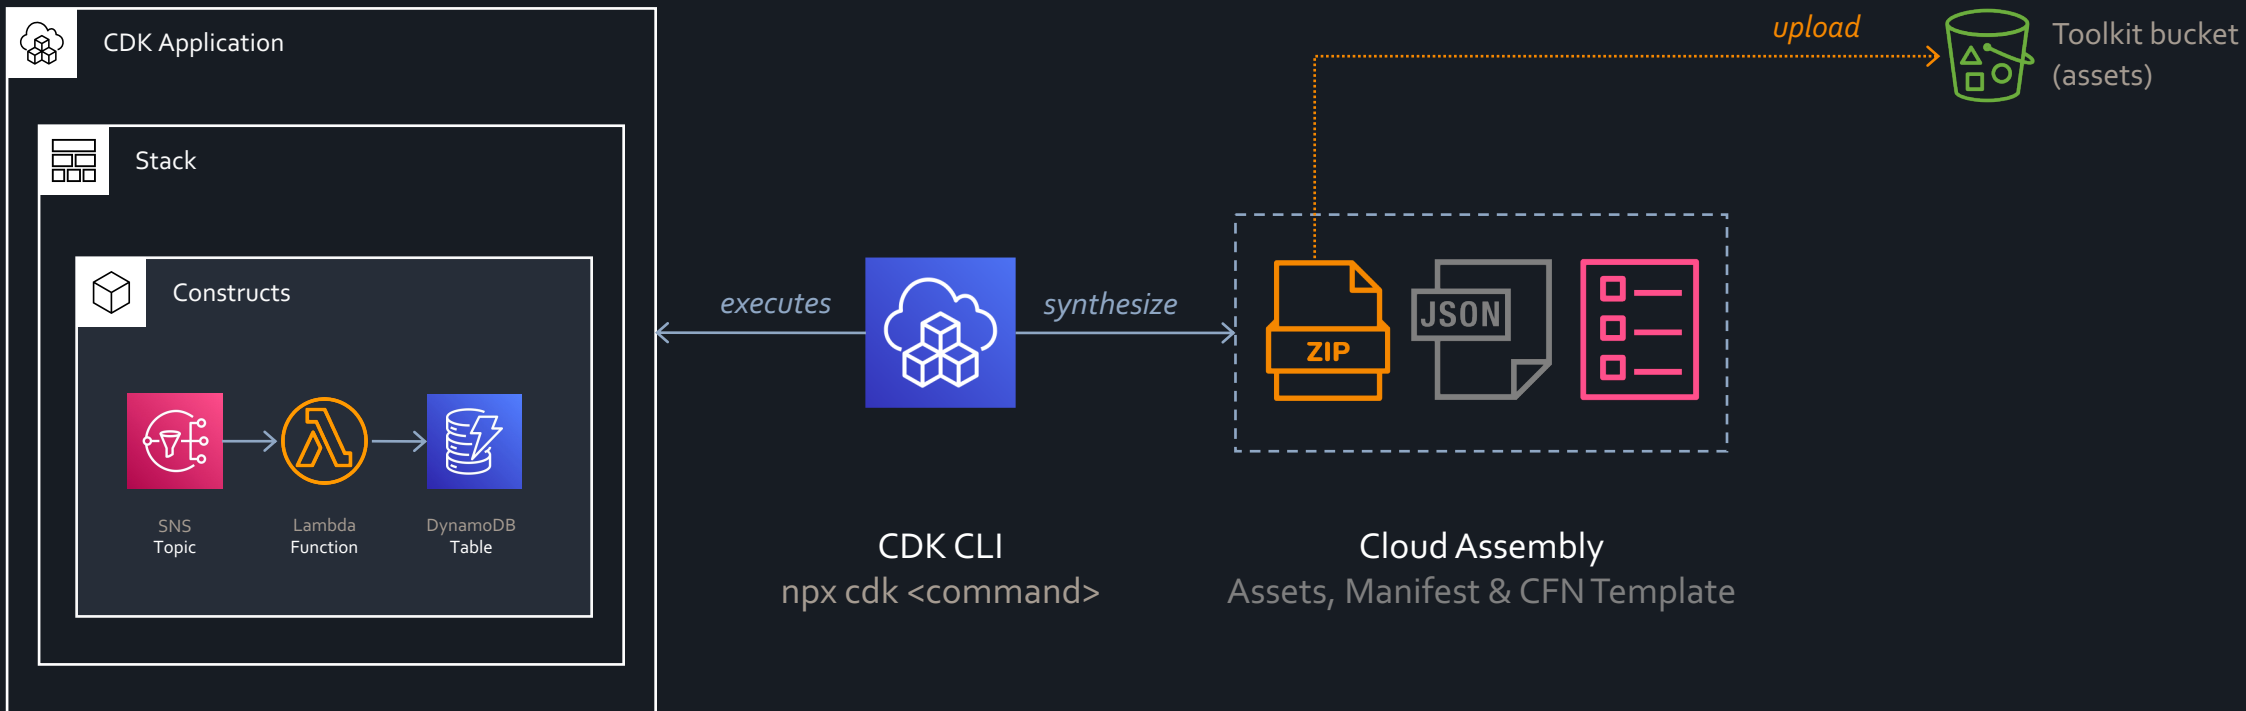 CDK Application
Stack
Constructs
SNS
Topic
Lambda
Function
DynamoDB
Table
executes
synthesize
CDK CLI
npx cdk <command>
upload
Toolkit bucket
(assets)
ZIP
JSON
Cloud Assembly
Assets, Manifest & CFN Template